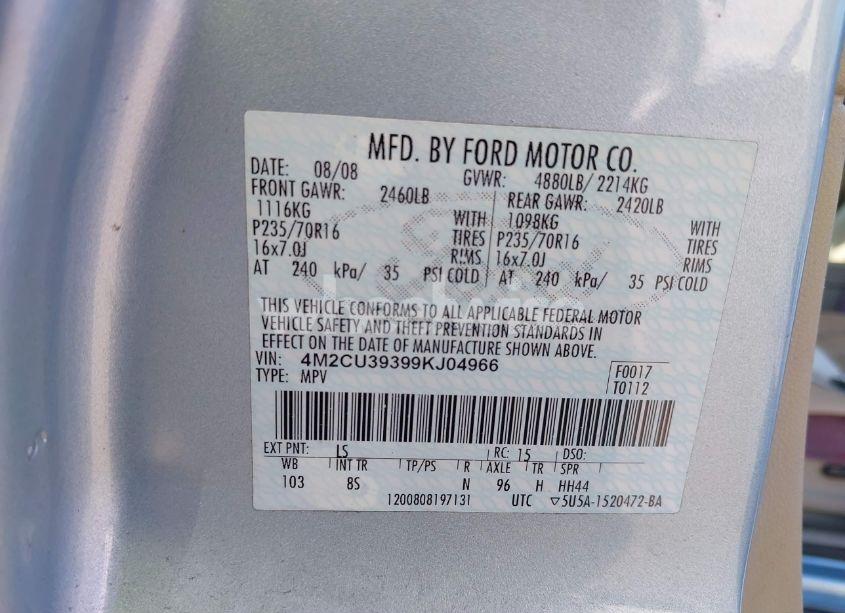 MFD. BY FORD MOTOR CO.
DATE: 08/08 GVWR: 4880LB/ 2214KG
FRONT GAWR: 2460LB REAR GAWR: 2420LB
1116KG WITH 1098KG WITH
P235/70R16 TIRES P235/70R16 TIRES
16x7.0J RIMS 16x7.0J RIMS
AT 240 kPa/ 35 PSI COLD AT 240 kPa/ 35 PSI COLD
THIS VEHICLE CONFORMS TO ALL APPLICABLE FEDERAL MOTOR
VEHICLE SAFETY AND THEFT PREVENTION STANDARDS IN
EFFECT ON THE DATE OF MANUFACTURE SHOWN ABOVE.
VIN: 4M2CU39399KJ04966 F0017
TYPE: MPV T0112
EXT PNT: LS RC: 15 DSO:
WB INT TR TP/PS R AXLE TR SPR
103 8S N 96 H HH44
1200808197131 UTC ▽5U5A-1520472-BA